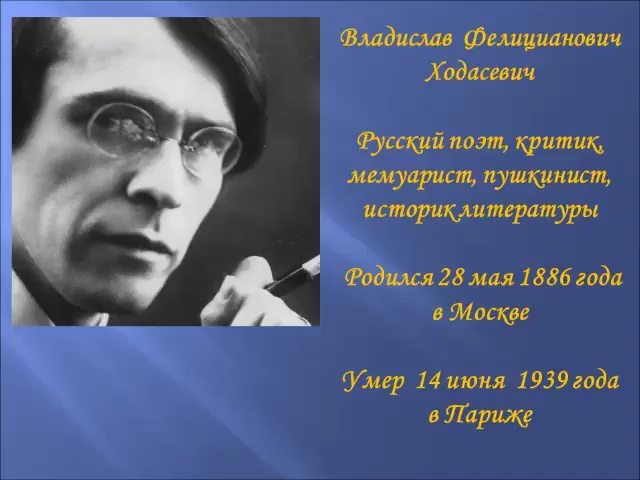 Владислав Фелицианович
Ходасевич
Русский поэт, критик,
мемуарист, пушкинист,
историк литературы
Родился 28 мая 1886 года
в Москве
Умер 14 июня 1939 года
в Париже